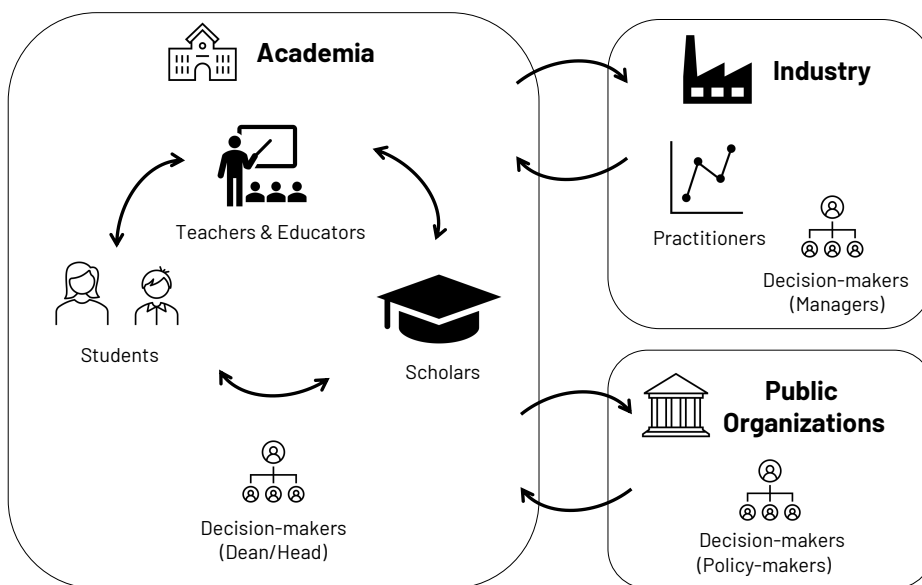 Academia
Teachers & Educators
Students
Scholars
Decision-makers
(Dean/Head)
Industry
Practitioners
Decision-makers
(Managers)
Public
Organizations
Decision-makers
(Policy-makers)